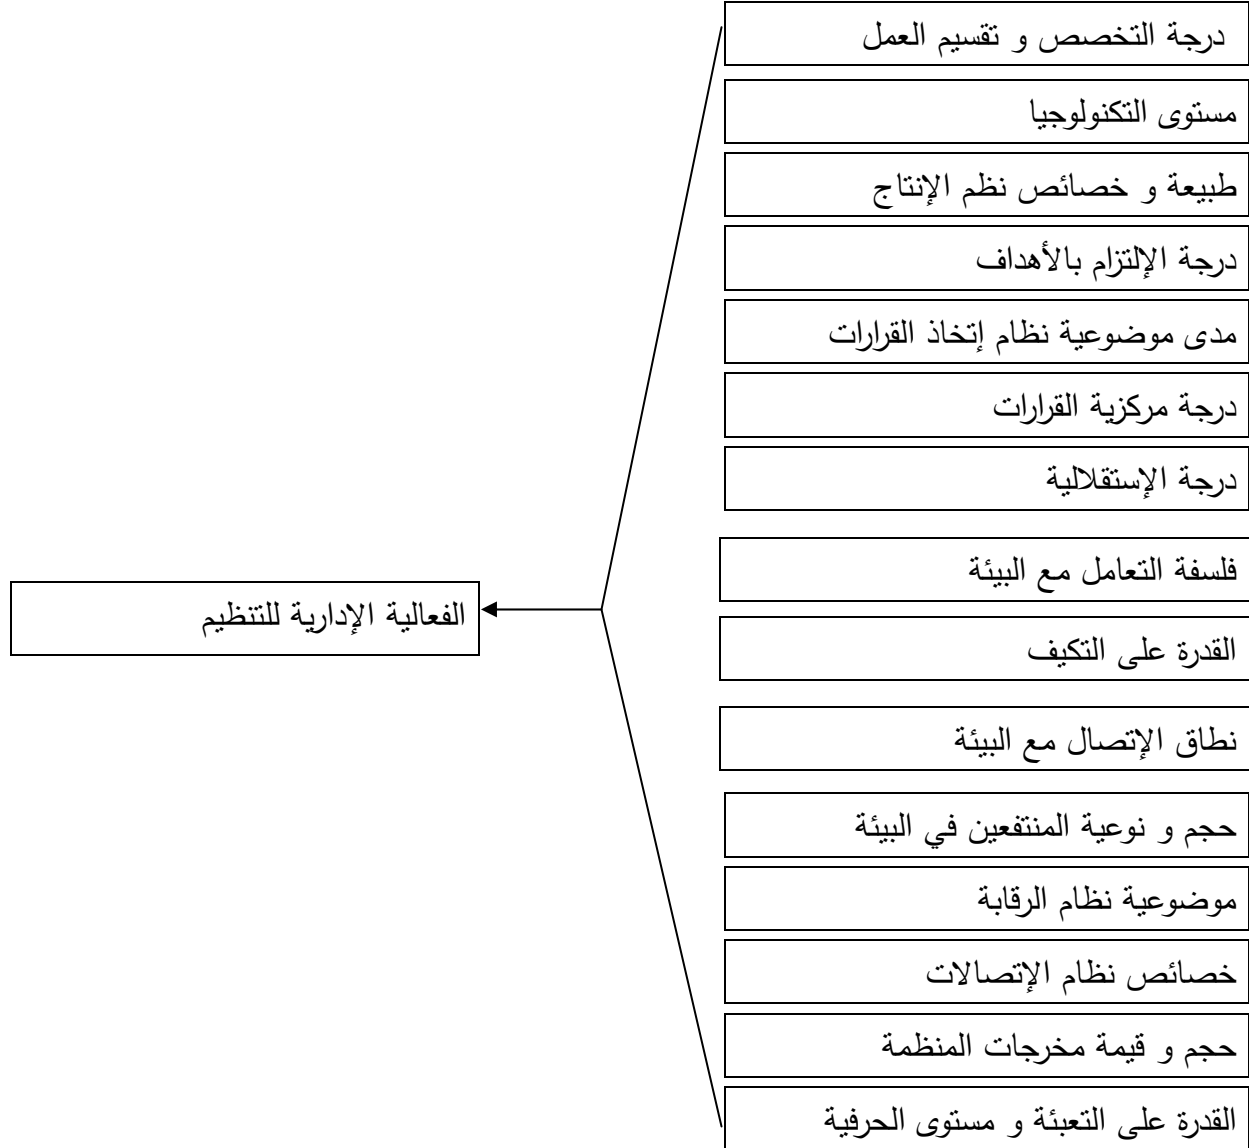 درجة التخصص و تقسيم العمل
مستوى التكنولوجيا
طبيعة و خصائص نظم الإنتاج
درجة الإلتزام بالأهداف
مدى موضوعية نظام إتخاذ القرارات
درجة مركزية القرارات
درجة الإستقلالية
فلسفة التعامل مع البيئة
الفعالية الإدارية للتنظيم
القدرة على التكيف
نطاق الإتصال مع البيئة
حجم و نوعية المنتفعين في البيئة
موضوعية نظام الرقابة
خصائص نظام الإتصالات
حجم و قيمة مخرجات المنظمة
القدرة على التعبئة و مستوى الحرفية